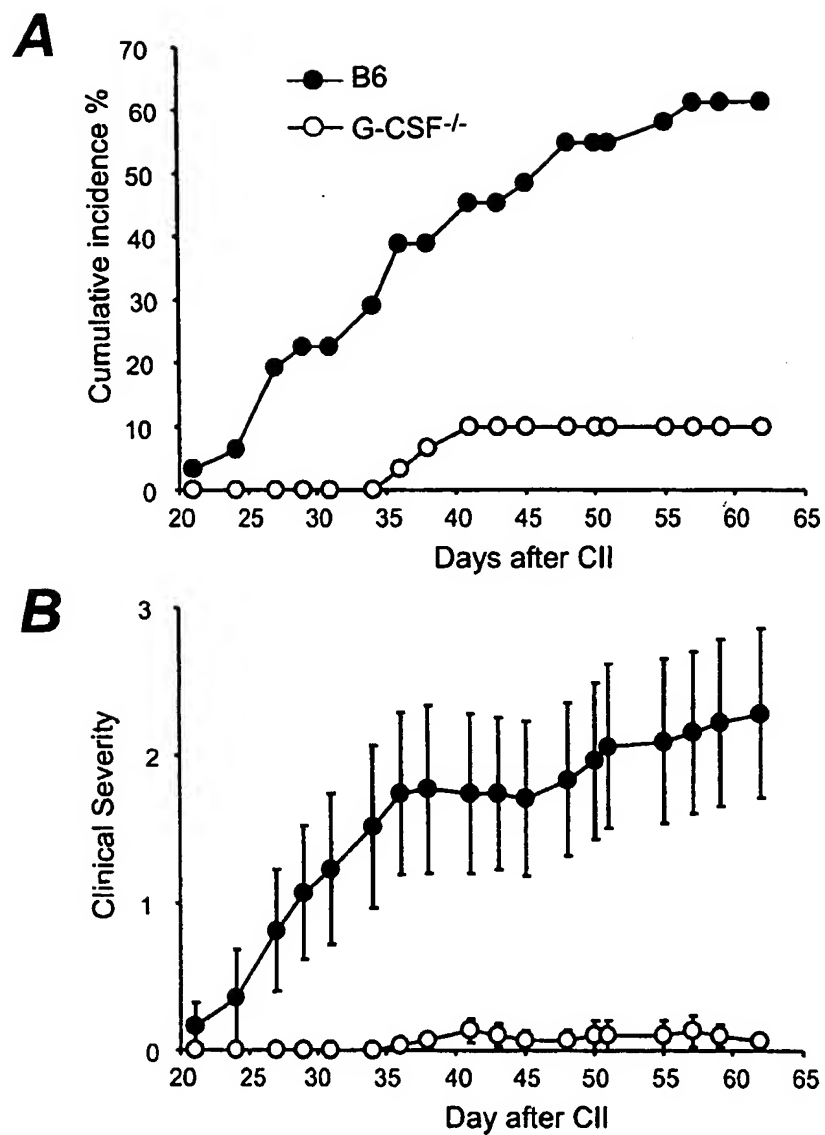 A
70
60
50
40
30
20
10
0
Cumulative incidence %
B6
G-CSF-/-
20 25 30 35 40 45 50 55 60 65
Days after CII
B
3
2
1
0
Clinical Severity
20 25 30 35 40 45 50 55 60 65
Day after CII